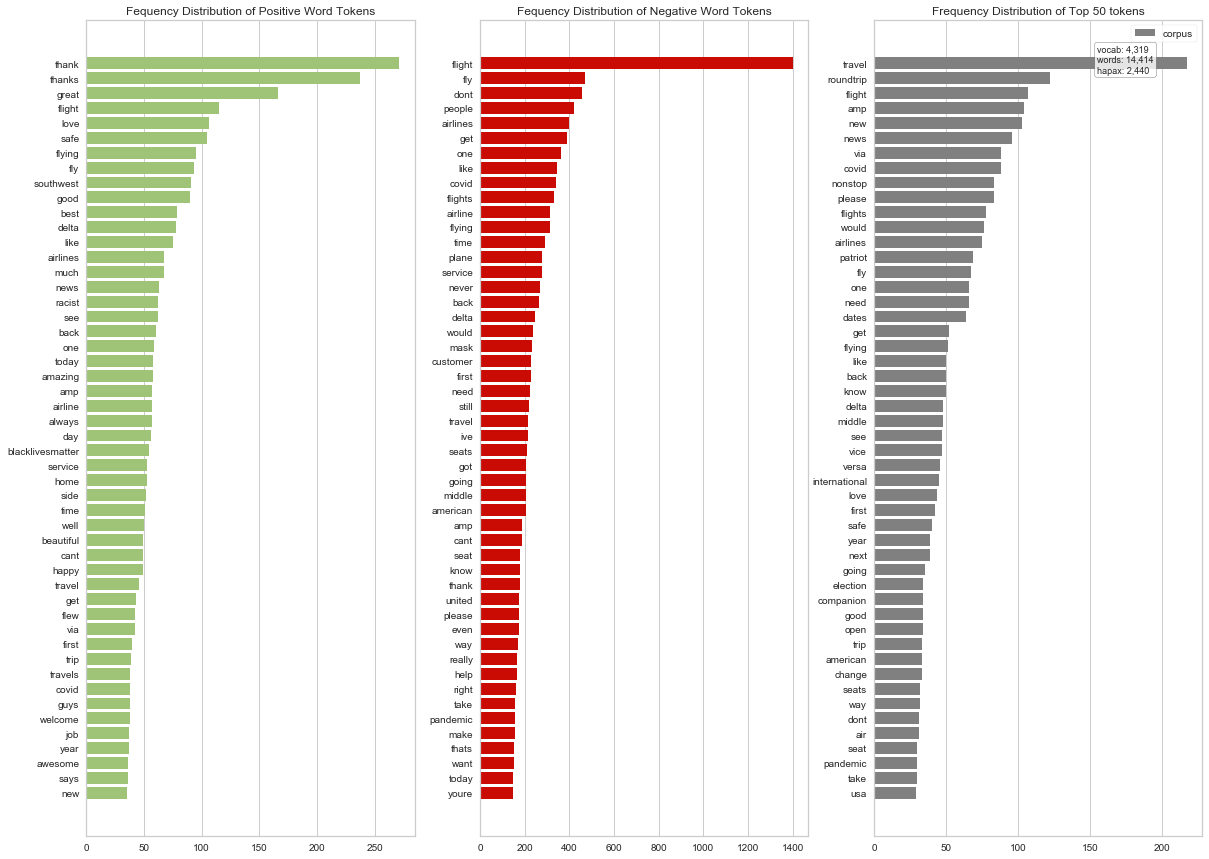 Fequency Distribution of Positive Word Tokens
thank
thanks
great
flight
love
safe
flying
fly
southwest
good
best
delta
like
airlines
much
news
racist
see
back
one
today
amazing
amp
airline
always
day
blacklivesmatter
service
home
side
time
well
beautiful
cant
happy
travel
get
flew
via
first
trip
travels
covid
guys
welcome
job
year
awesome
says
new
0 50 100 150 200 250
Fequency Distribution of Negative Word Tokens
flight
fly
dont
people
airlines
get
one
like
covid
flights
airline
flying
time
plane
service
never
back
delta
would
mask
customer
first
need
still
travel
ive
seats
got
going
middle
american
amp
cant
seat
know
thank
united
please
even
way
really
help
right
take
pandemic
make
thats
want
today
youre
0 200 400 600 800 1000 1200 1400
Frequency Distribution of Top 50 tokens
corpus
vocab: 4,319
words: 14,414
hapax: 2,440
travel
roundtrip
flight
amp
new
news
via
covid
nonstop
please
flights
would
airlines
patriot
fly
one
need
dates
get
flying
like
back
know
delta
middle
see
vice
versa
international
love
first
safe
year
next
going
election
companion
good
open
trip
american
change
seats
way
dont
air
seat
pandemic
take
usa
0 50 100 150 200